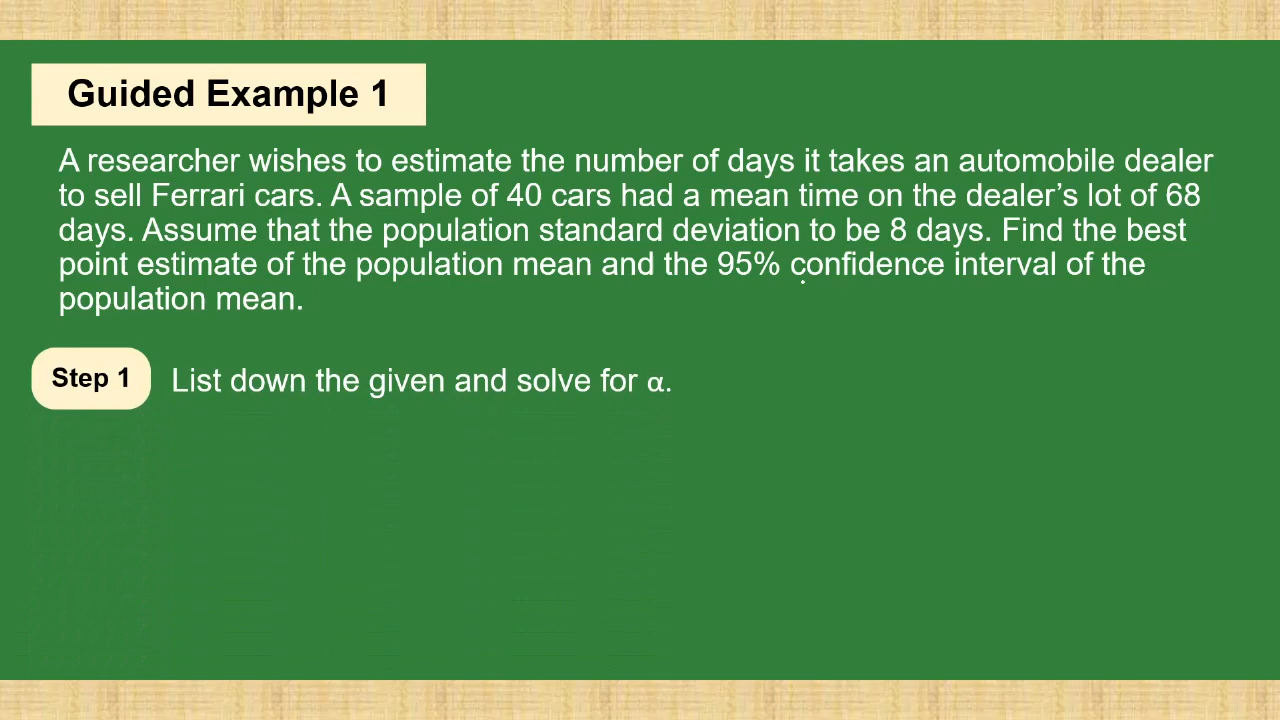 Guided Example 1
A researcher wishes to estimate the number of days it takes an automobile dealer
to sell Ferrari cars. A sample of 40 cars had a mean time on the dealer’s lot of 68
days. Assume that the population standard deviation to be 8 days. Find the best
point estimate of the population mean and the 95% confidence interval of the
population mean.
Step 1
List down the given and solve for α.